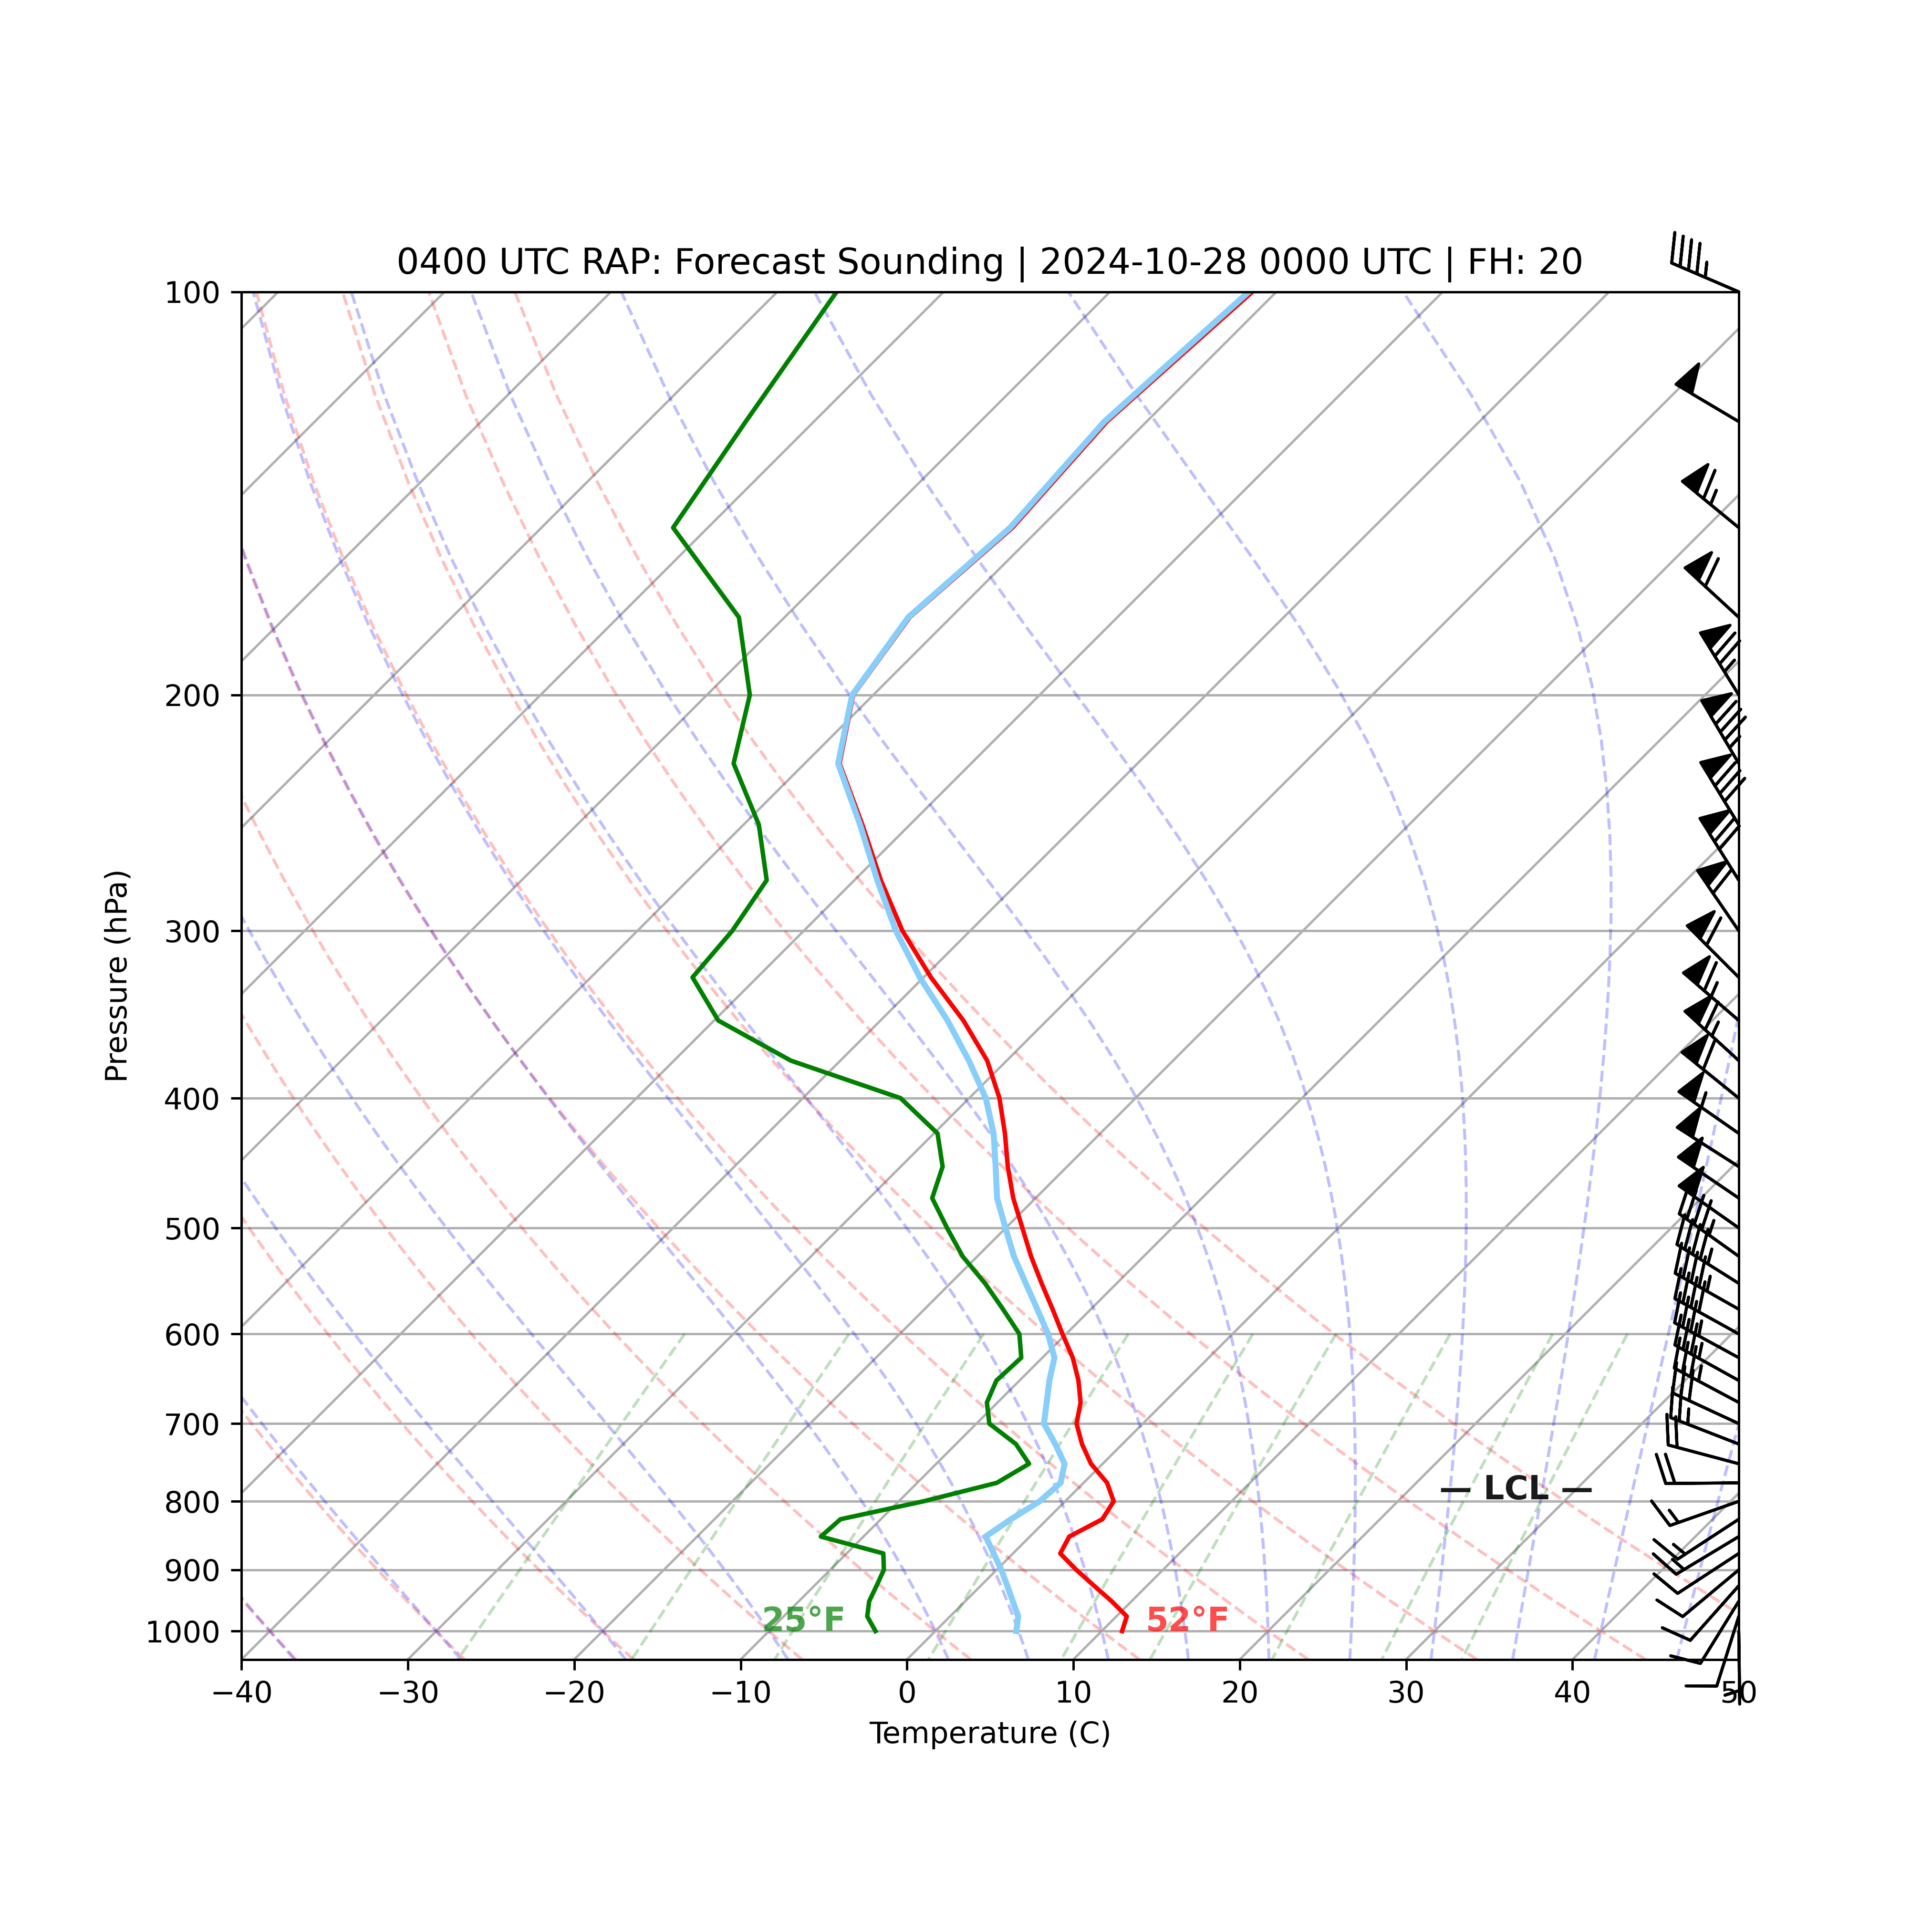 0400 UTC RAP: Forecast Sounding | 2024-10-28 0000 UTC | FH: 20
100
200
300
400
500
600
700
800
900
1000
Pressure (hPa)
— LCL —
25°F
52°F
−40 −30 −20 −10 0 10 20 30 40 50
Temperature (C)